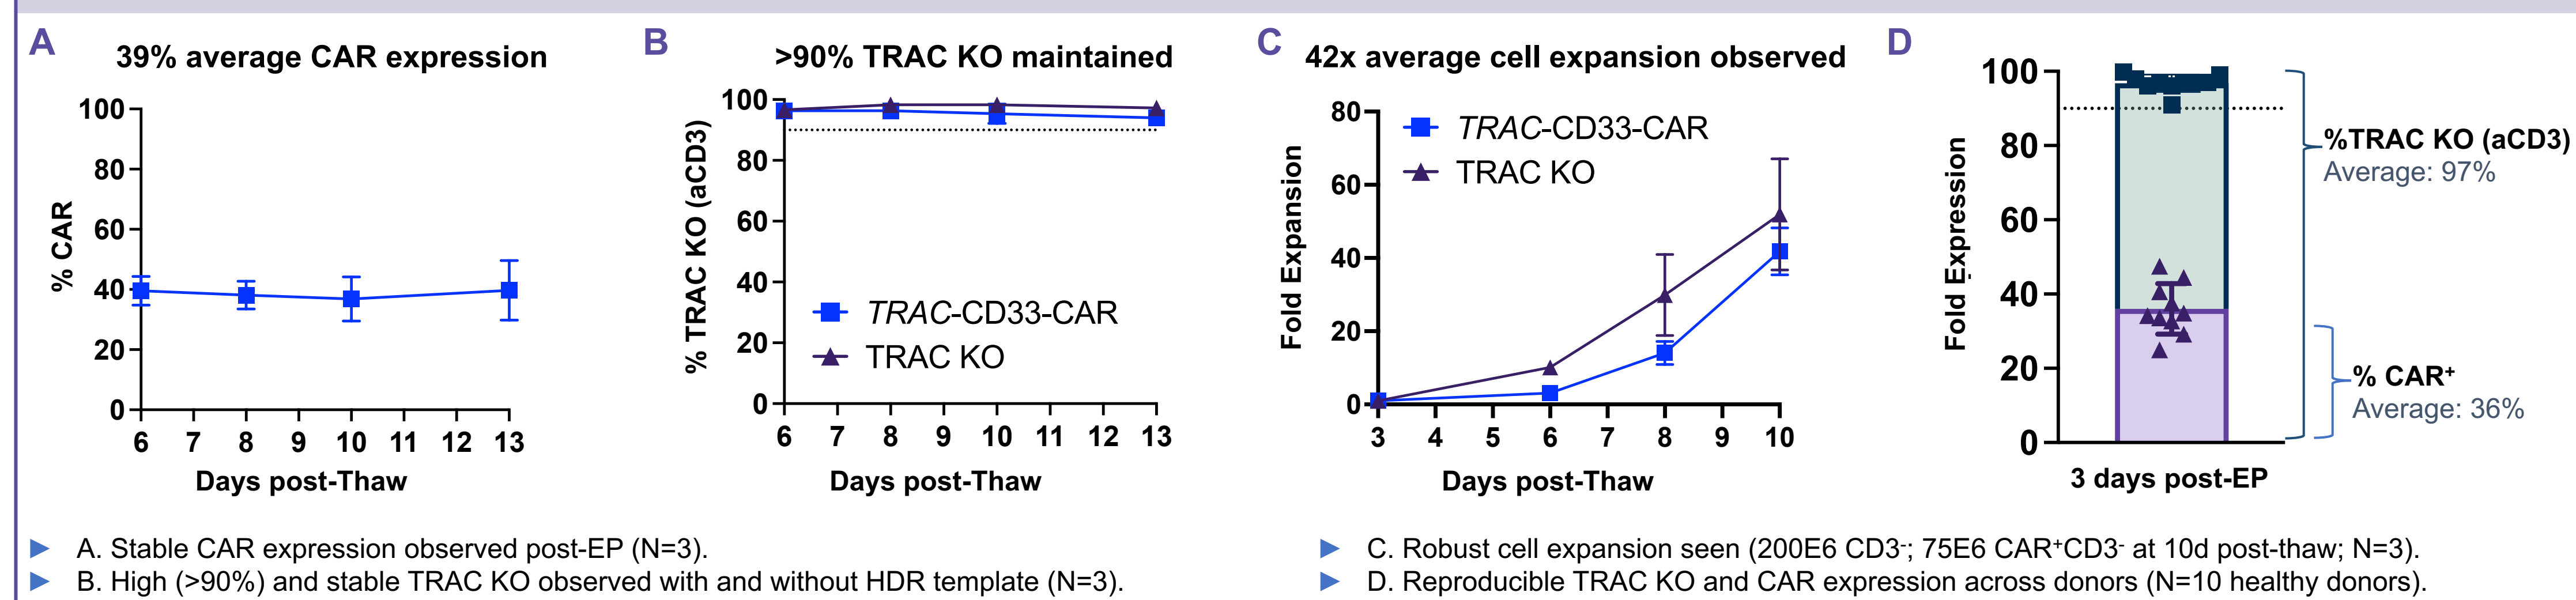 A
39% average CAR expression
100
80
60
40
20
0
% CAR
6 7 8 9 10 11 12 13
Days post-Thaw
B
>90% TRAC KO maintained
100
80
60
40
20
0
% TRAC KO (aCD3)
TRAC-CD33-CAR
TRAC KO
6 7 8 9 10 11 12 13
Days post-Thaw
C
42x average cell expansion observed
80
60
40
20
0
Fold Expansion
TRAC-CD33-CAR
TRAC KO
3 4 5 6 7 8 9 10
Days post-Thaw
D
100
80
60
40
20
0
Fold Expression
%TRAC KO (aCD3)
Average: 97%
% CAR⁺
Average: 36%
3 days post-EP
A. Stable CAR expression observed post-EP (N=3).
B. High (>90%) and stable TRAC KO observed with and without HDR template (N=3).
C. Robust cell expansion seen (200E6 CD3⁻; 75E6 CAR⁺CD3⁻ at 10d post-thaw; N=3).
D. Reproducible TRAC KO and CAR expression across donors (N=10 healthy donors).